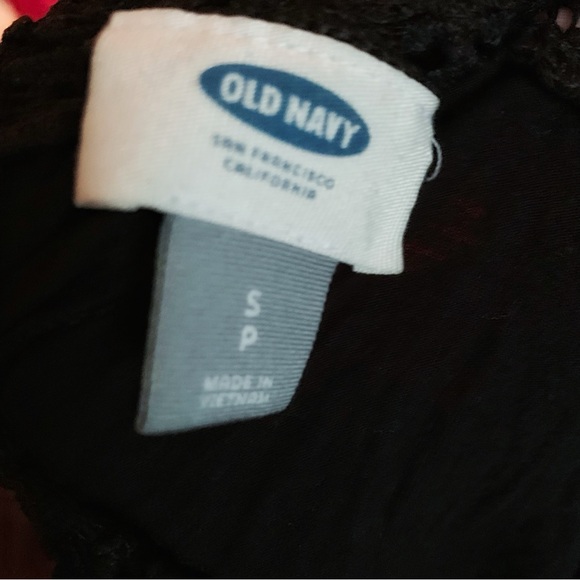 OLD NAVY
SAN FRANCISCO
CALIFORNIA
S
P
MADE IN
VIETNAM